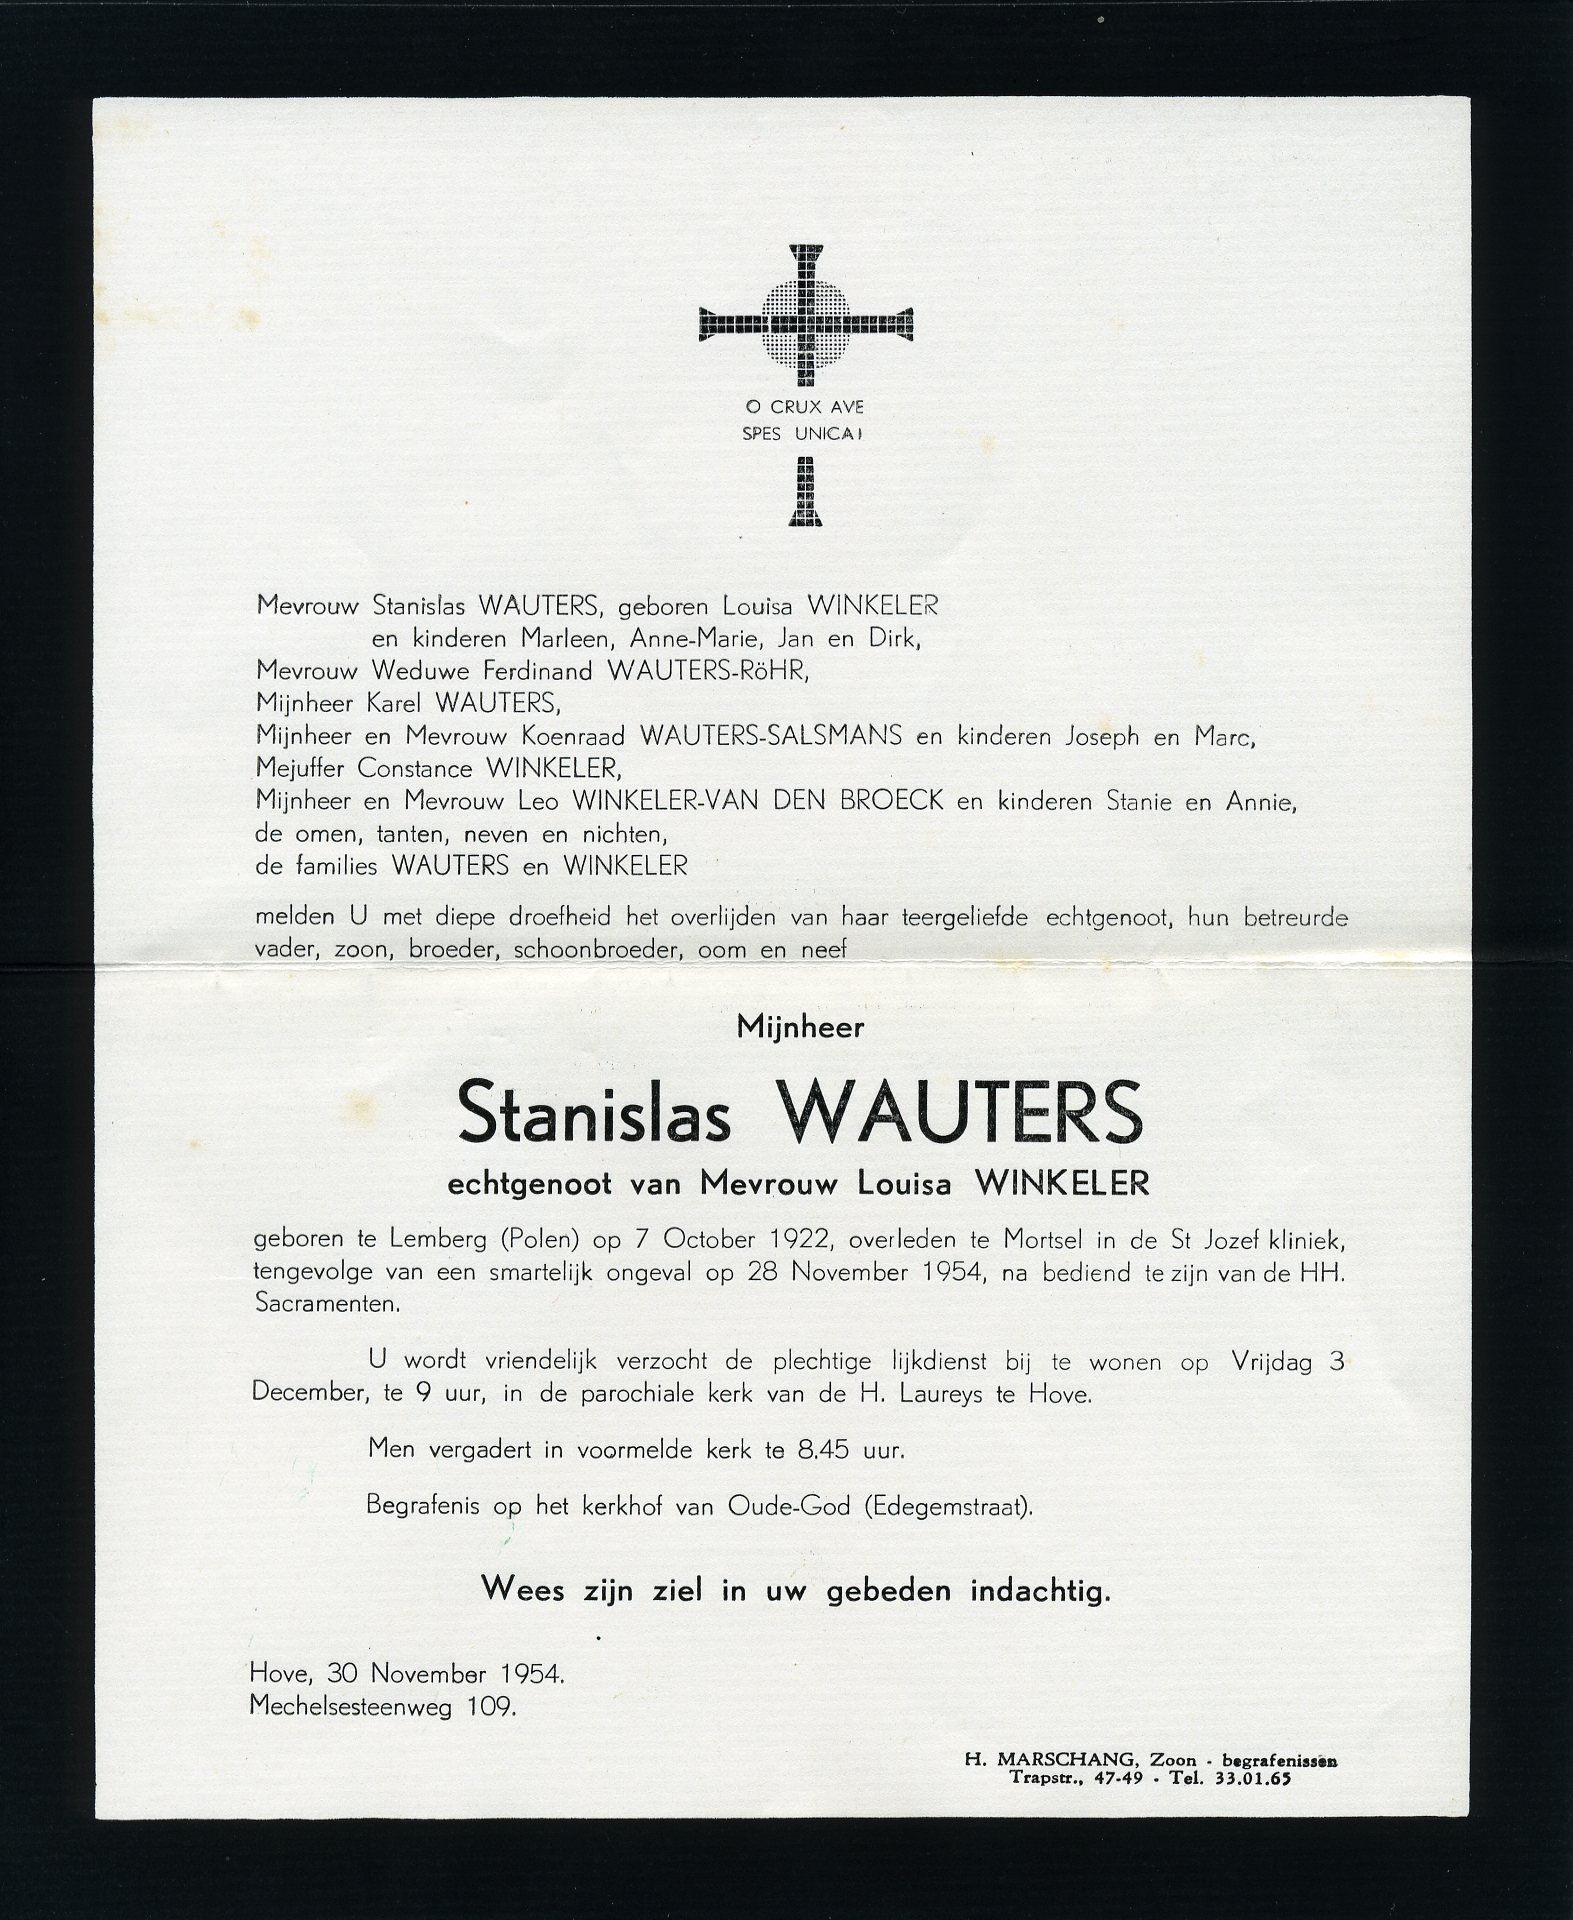 O CRUX AVE
SPES UNICA!
Mevrouw Stanislas WAUTERS, geboren Louisa WINKELER
en kinderen Marleen, Anne-Marie, Jan en Dirk,
Mevrouw Weduwe Ferdinand WAUTERS-RöHR,
Mijnheer Karel WAUTERS,
Mijnheer en Mevrouw Koenraad WAUTERS-SALSMANS en kinderen Joseph en Marc,
Mejuffer Constance WINKELER,
Mijnheer en Mevrouw Leo WINKELER-VAN DEN BROECK en kinderen Stanie en Annie,
de omen, tanten, neven en nichten,
de families WAUTERS en WINKELER
melden U met diepe droefheid het overlijden van haar teergeliefde echtgenoot, hun betreurde
vader, zoon, broeder, schoonbroeder, oom en neef
Mijnheer
Stanislas WAUTERS
echtgenoot van Mevrouw Louisa WINKELER
geboren te Lemberg (Polen) op 7 October 1922, overleden te Mortsel in de St Jozef kliniek,
tengevolge van een smartelijk ongeval op 28 November 1954, na bediend te zijn van de HH.
Sacramenten.
U wordt vriendelijk verzocht de plechtige lijkdienst bij te wonen op Vrijdag 3
December, te 9 uur, in de parochiale kerk van de H. Laureys te Hove.
Men vergadert in voormelde kerk te 8.45 uur.
Begrafenis op het kerkhof van Oude-God (Edegemstraat).
Wees zijn ziel in uw gebeden indachtig.
Hove, 30 November 1954.
Mechelsesteenweg 109.
H. MARSCHANG, Zoon - begrafenissen
Trapstr., 47-49 - Tel. 33.01.65